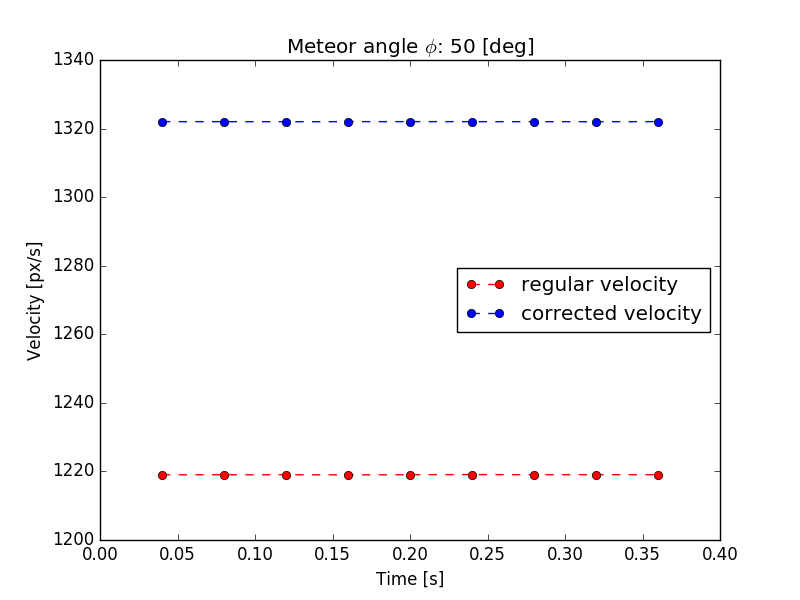 Meteor angle ϕ: 50 [deg]
Velocity [px/s]
1340
1320
1300
1280
1260
1240
1220
1200
regular velocity
corrected velocity
0.00 0.05 0.10 0.15 0.20 0.25 0.30 0.35 0.40
Time [s]